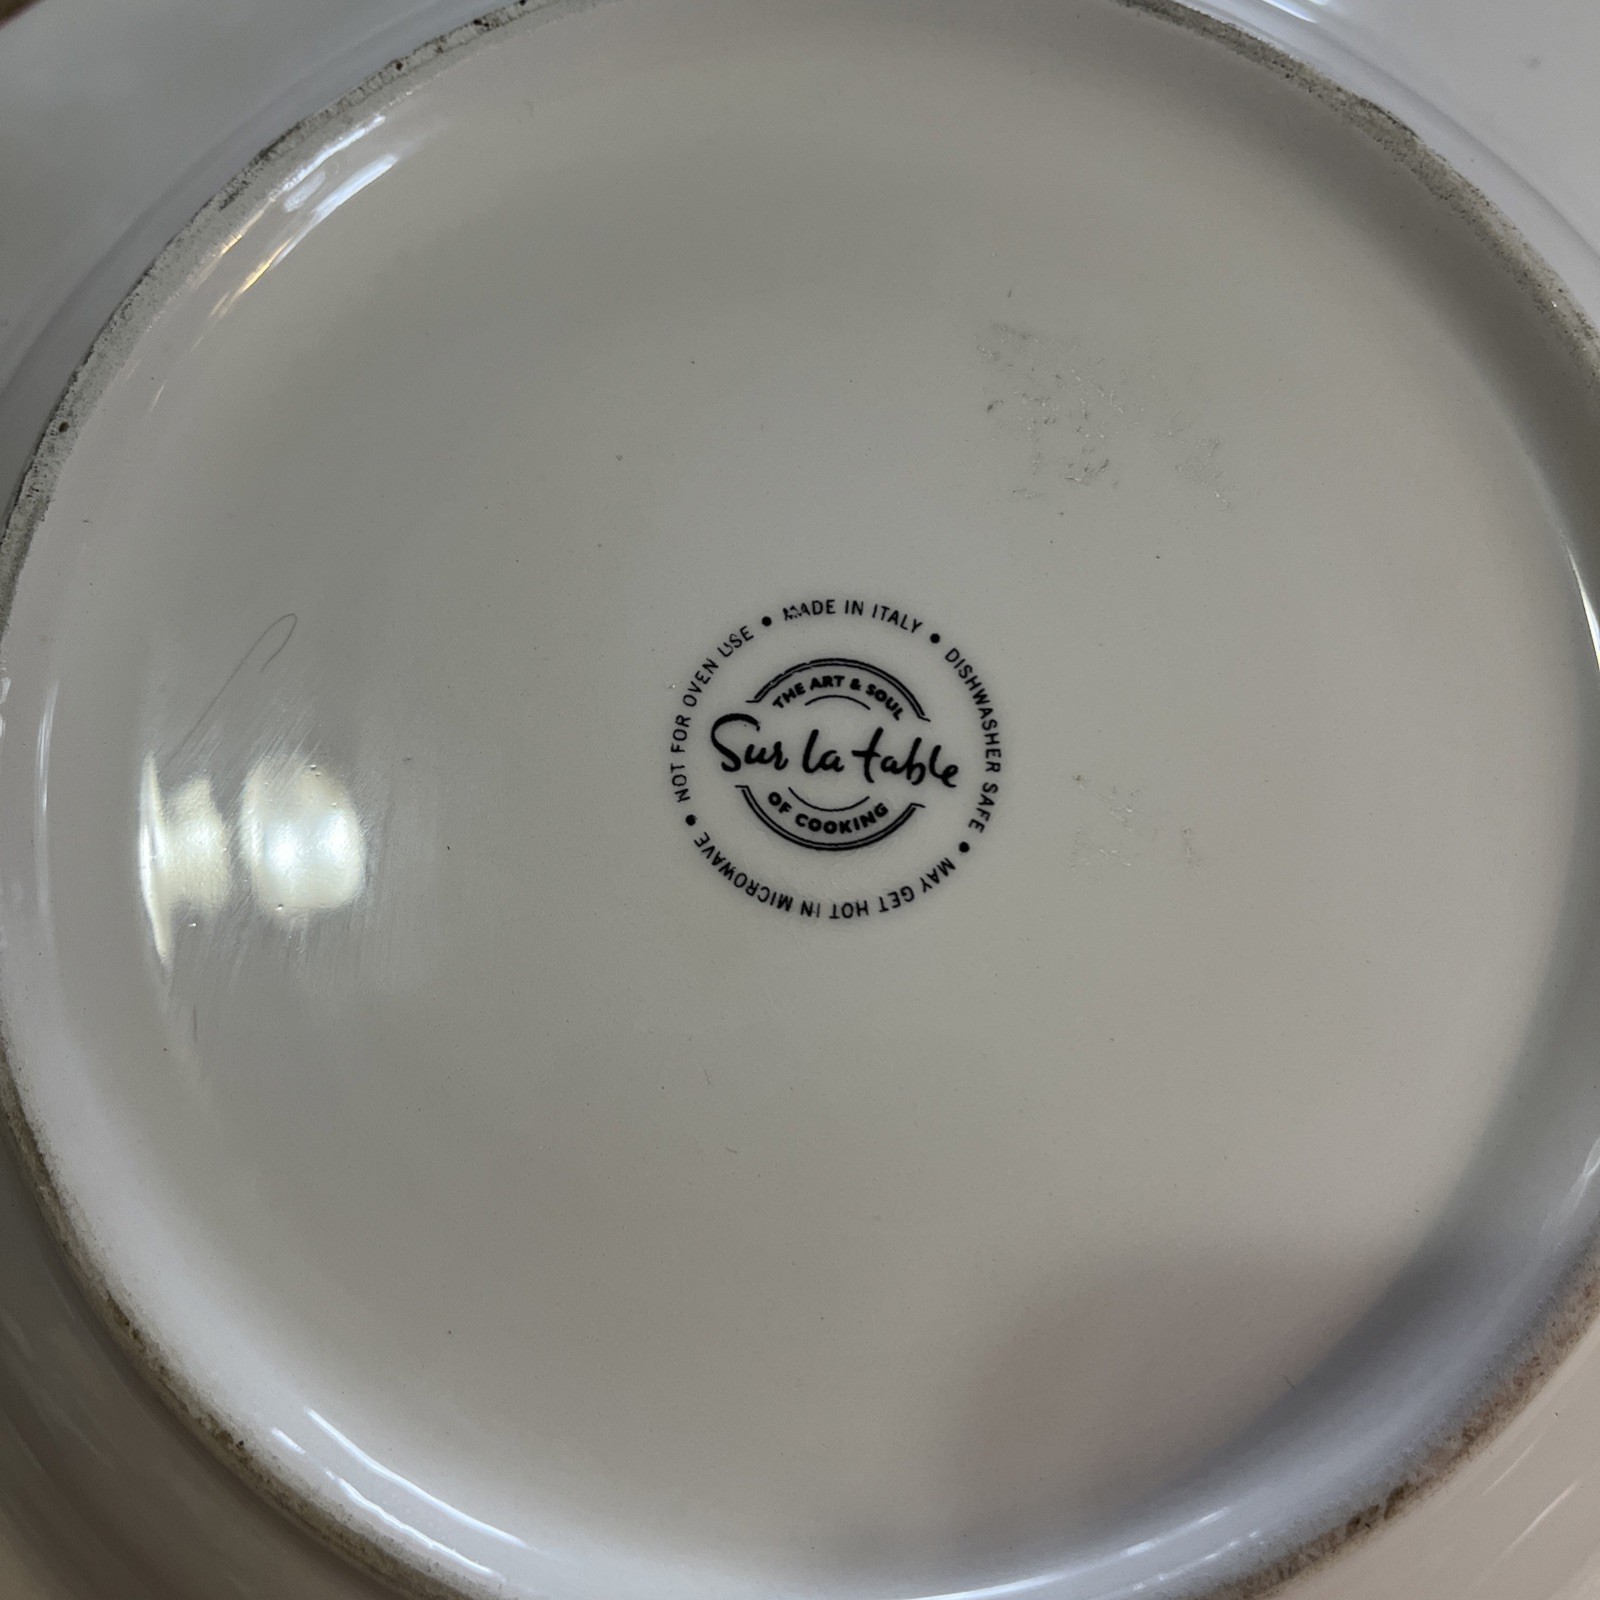 • MADE IN ITALY • DISHWASHER SAFE • MAY GET HOT IN MICROWAVE • NOT FOR OVEN USE
THE ART & SOUL
Sur la table
OF COOKING